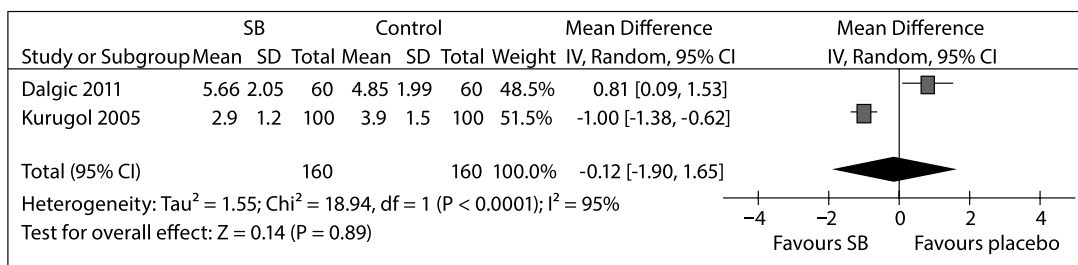 SB Control Mean Difference Mean Difference
Study or Subgroup Mean SD Total Mean SD Total Weight IV, Random, 95% CI IV, Random, 95% CI
Dalgic 2011 5.66 2.05 60 4.85 1.99 60 48.5% 0.81 [0.09, 1.53]
Kurugol 2005 2.9 1.2 100 3.9 1.5 100 51.5% -1.00 [-1.38, -0.62]
Total (95% CI) 160 160 100.0% -0.12 [-1.90, 1.65]
Heterogeneity: Tau² = 1.55; Chi² = 18.94, df = 1 (P < 0.0001); I² = 95%
Test for overall effect: Z = 0.14 (P = 0.89)
−4 −2 0 2 4
Favours SB Favours placebo